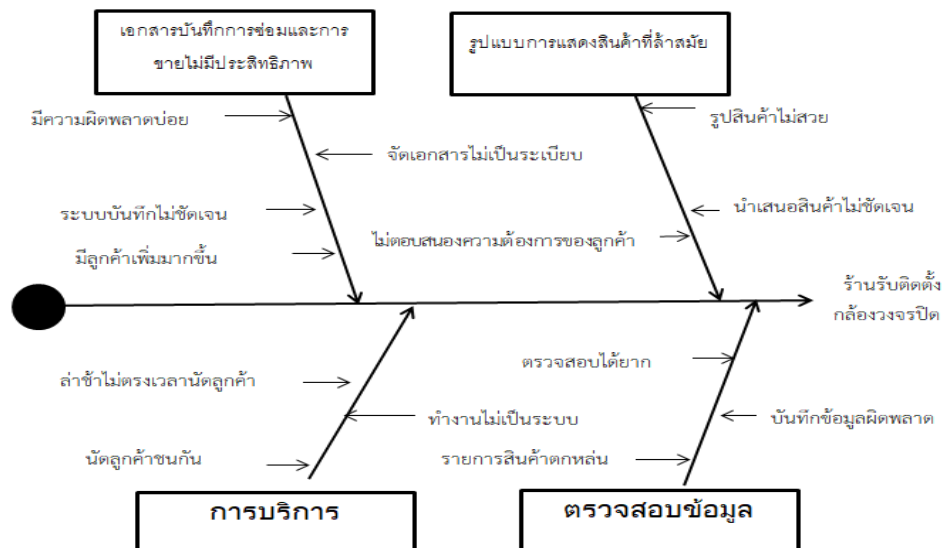 เอกสารบันทึกการซ่อมและการ
ขายไม่มีประสิทธิภาพ
รูปแบบการแสดงสินค้าที่ล้าสมัย
มีความผิดพลาดบ่อย
รูปสินค้าไม่สวย
จัดเอกสารไม่เป็นระเบียบ
ระบบบันทึกไม่ชัดเจน
นำเสนอสินค้าไม่ชัดเจน
ไม่ตอบสนองความต้องการของลูกค้า
มีลูกค้าเพิ่มมากขึ้น
ร้านรับติดตั้ง
กล้องวงจรปิด
ตรวจสอบได้ยาก
ล่าช้าไม่ตรงเวลานัดลูกค้า
ทำงานไม่เป็นระบบ
บันทึกข้อมูลผิดพลาด
นัดลูกค้าชนกัน
รายการสินค้าตกหล่น
การบริการ
ตรวจสอบข้อมูล